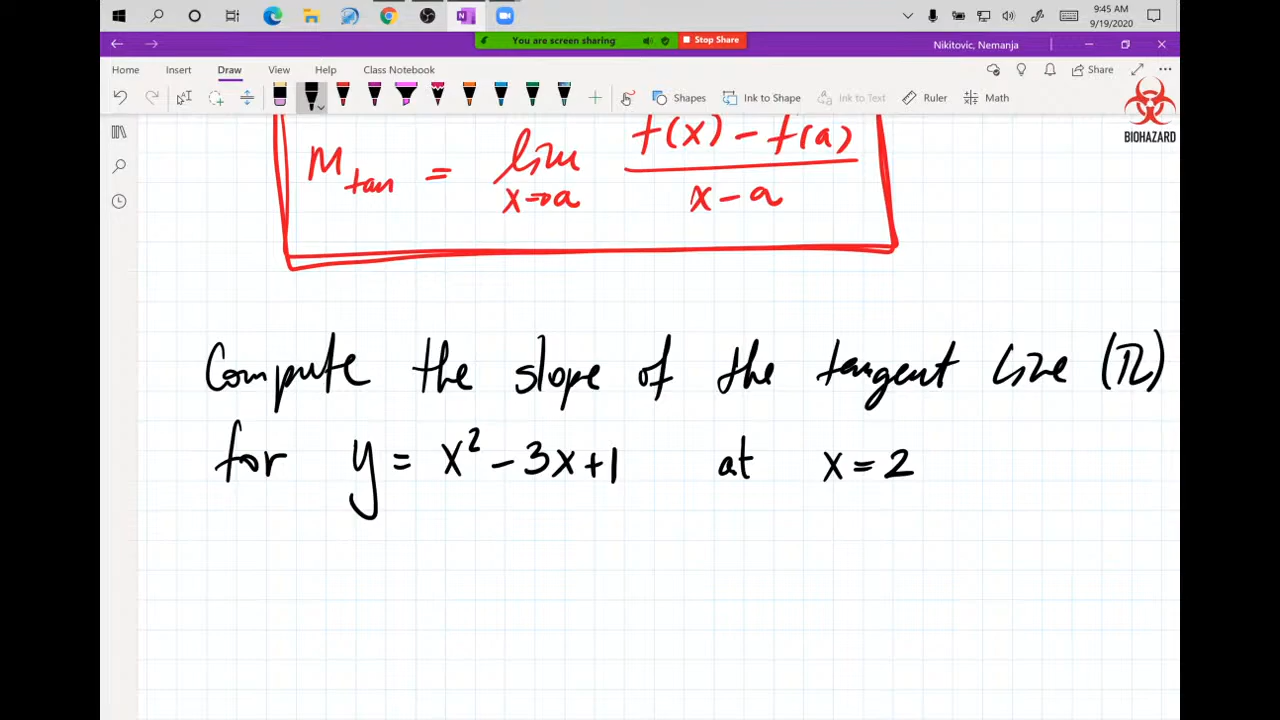 9:45 AM
9/19/2020
You are screen sharing
Stop Share
Nikitovic, Nemanja
Home Insert Draw View Help Class Notebook
Share
Shapes Ink to Shape Ink to Text Ruler Math
BIOHAZARD
M tan = lim x→a f(x) - f(a) / x - a
Compute the slope of the tangent line (TL)
for y = x² - 3x + 1 at x = 2